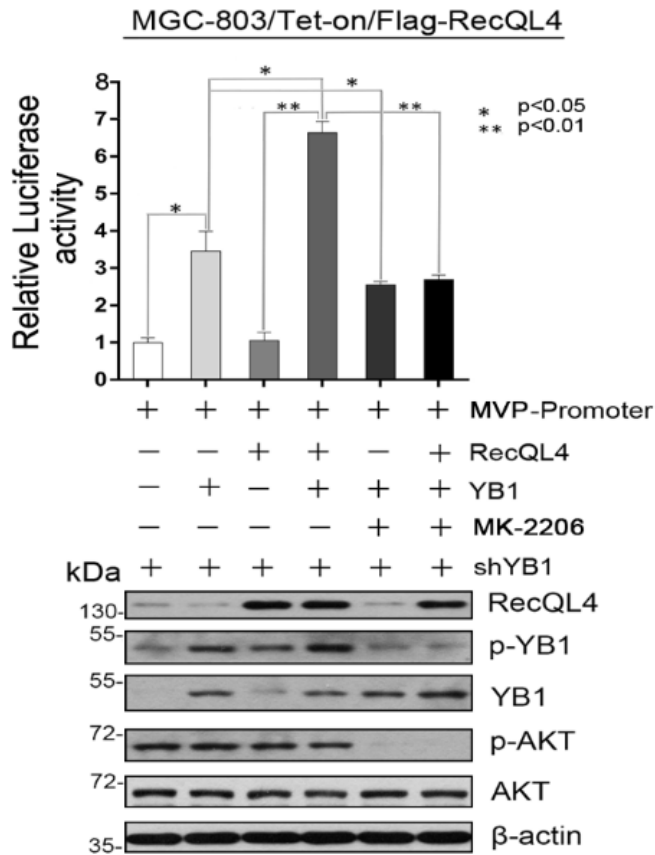 MGC-803/Tet-on/Flag-RecQL4
Relative Luciferase
activity
8
7
6
5
4
3
2
1
0
* p<0.05
** p<0.01
*
*
*
**
**
+ + + + + + MVP-Promoter
− − + + − + RecQL4
− + − + + + YB1
− − − − + + MK-2206
kDa + + + + + + shYB1
130- RecQL4
55- p-YB1
55- YB1
72- p-AKT
72- AKT
35- β-actin